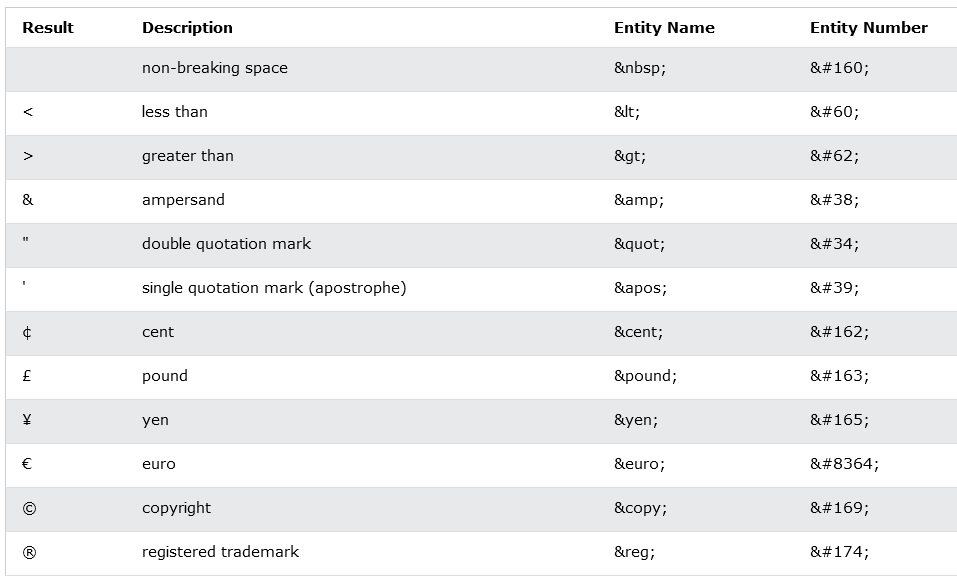 Result Description Entity Name Entity Number
non-breaking space &nbsp; &#160;
< less than &lt; &#60;
> greater than &gt; &#62;
& ampersand &amp; &#38;
" double quotation mark &quot; &#34;
' single quotation mark (apostrophe) &apos; &#39;
¢ cent &cent; &#162;
£ pound &pound; &#163;
¥ yen &yen; &#165;
€ euro &euro; &#8364;
© copyright &copy; &#169;
® registered trademark &reg; &#174;